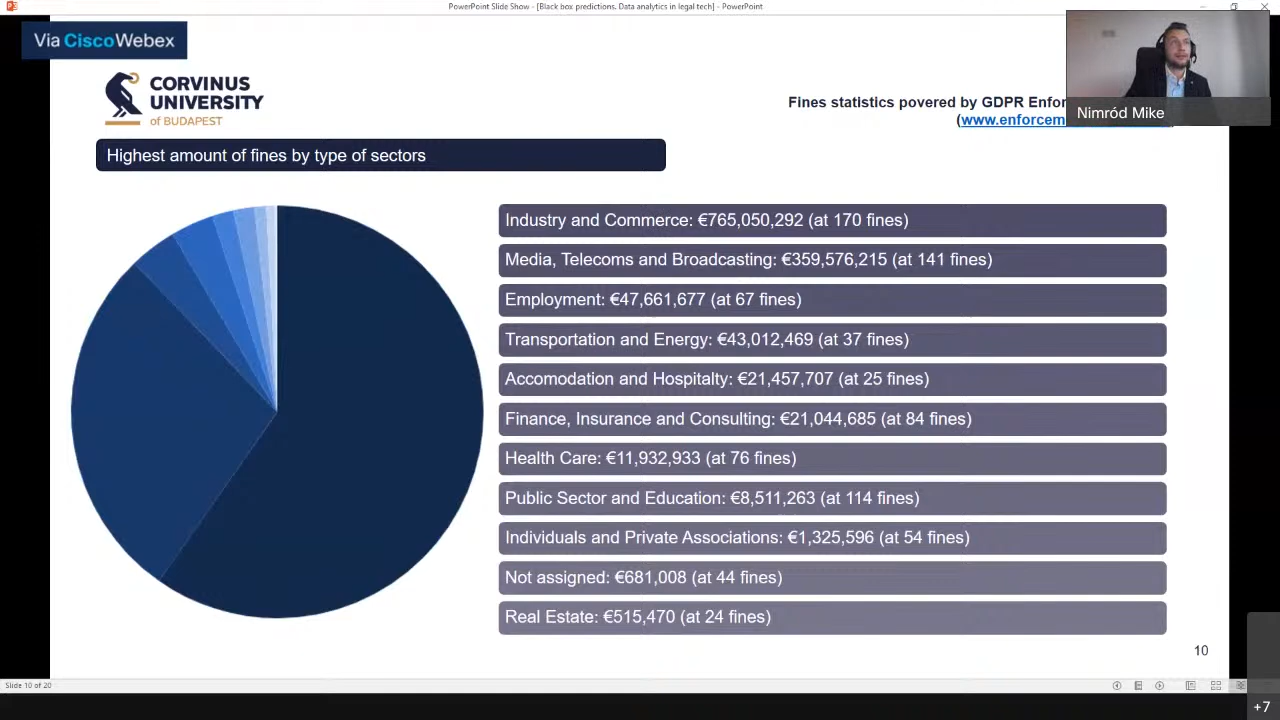 PowerPoint Slide Show - [Black box predictions. Data analytics in legal tech] - PowerPoint
Via CiscoWebex
CORVINUS
UNIVERSITY
of BUDAPEST
Fines statistics povered by GDPR
(www.
Nimród Mike
Highest amount of fines by type of sectors
Industry and Commerce: €765,050,292 (at 170 fines)
Media, Telecoms and Broadcasting: €359,576,215 (at 141 fines)
Employment: €47,661,677 (at 67 fines)
Transportation and Energy: €43,012,469 (at 37 fines)
Accomodation and Hospitalty: €21,457,707 (at 25 fines)
Finance, Insurance and Consulting: €21,044,685 (at 84 fines)
Health Care: €11,932,933 (at 76 fines)
Public Sector and Education: €8,511,263 (at 114 fines)
Individuals and Private Associations: €1,325,596 (at 54 fines)
Not assigned: €681,008 (at 44 fines)
Real Estate: €515,470 (at 24 fines)
10
Slide 10 of 20
+7